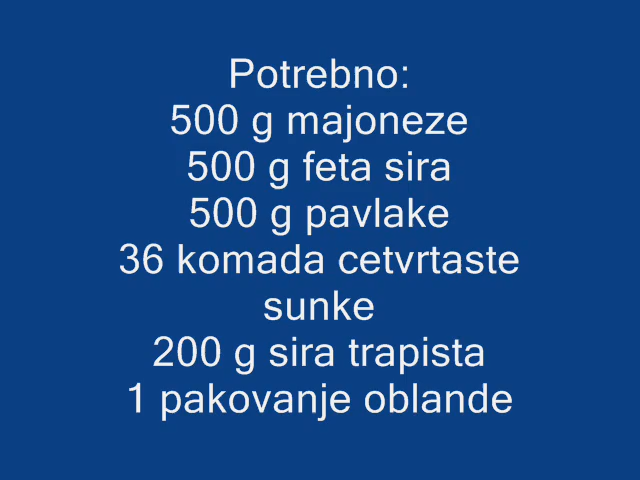 Potrebno:
500 g majoneze
500 g feta sira
500 g pavlake
36 komada cetvrtaste
sunke
200 g sira trapista
1 pakovanje oblande